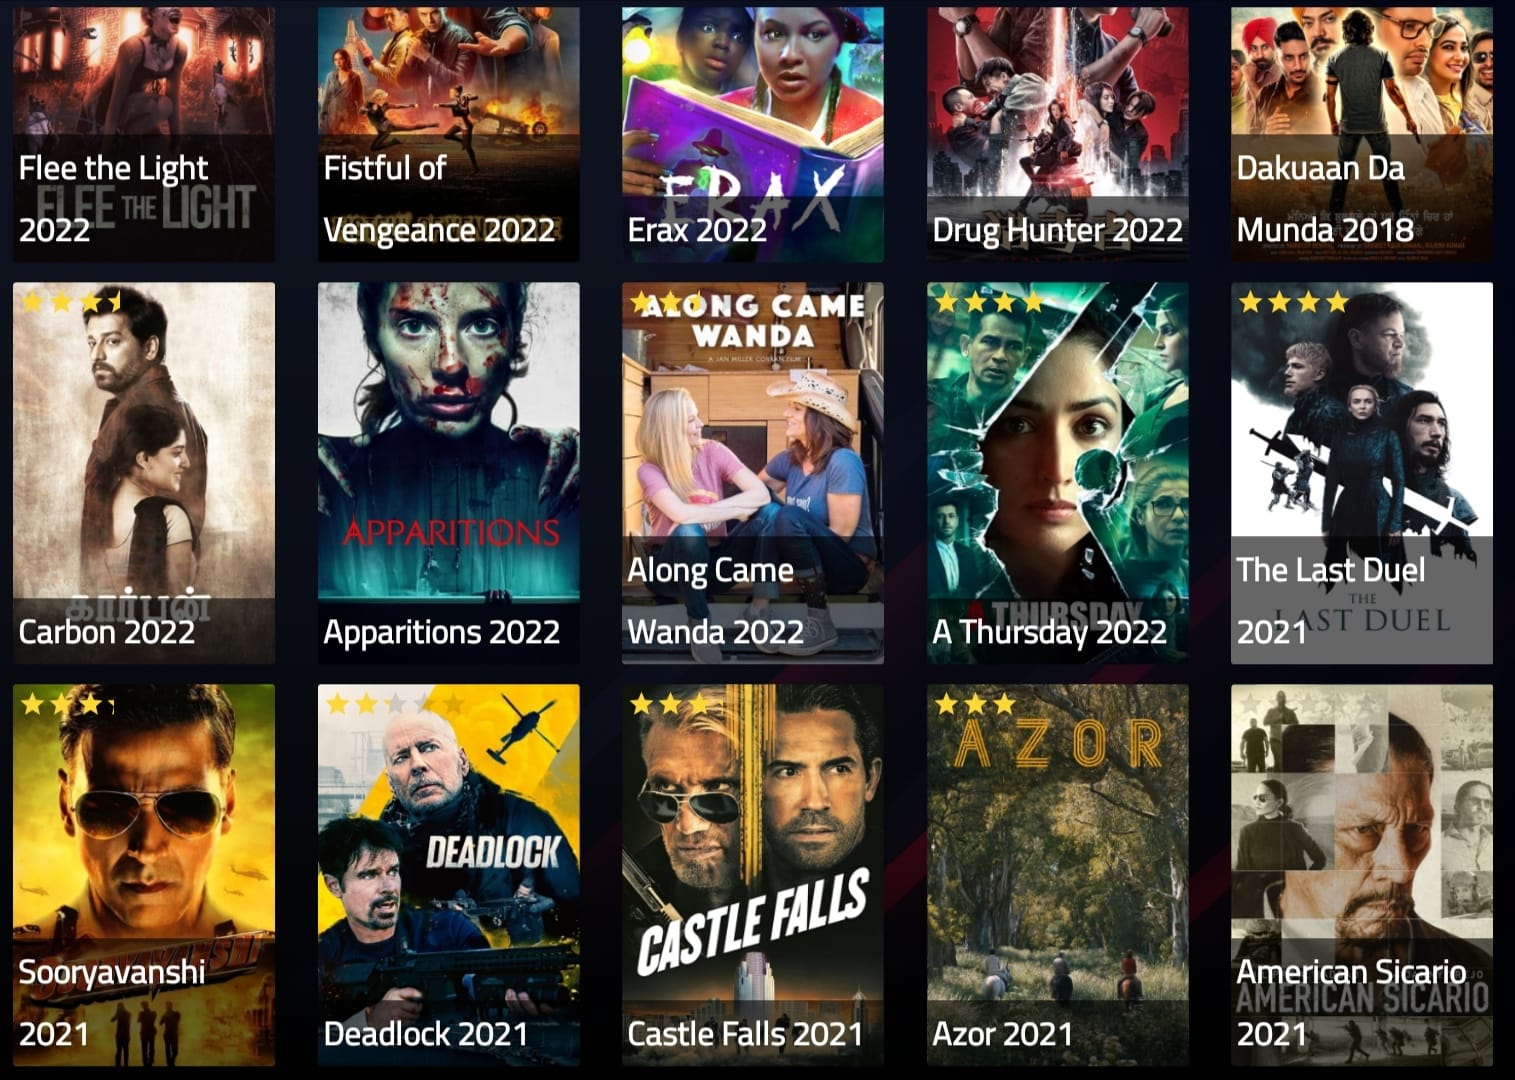 Flee the Light
2022
FLEE THE LIGHT
Fistful of
Vengeance 2022
ERAX
Erax 2022
Drug Hunter 2022
Dakuaan Da
Munda 2018
Carbon 2022
கார்பன்
APPARITIONS
Apparitions 2022
ALONG CAME
WANDA
A JAN MILLER CORRAN FILM
Along Came
Wanda 2022
A THURSDAY
A Thursday 2022
The Last Duel
2021
THE
LAST DUEL
SOORYAVANSHI
Sooryavanshi
2021
DEADLOCK
Deadlock 2021
CASTLE FALLS
Castle Falls 2021
AZOR
Azor 2021
American Sicario
AMERICAN SICARIO
2021